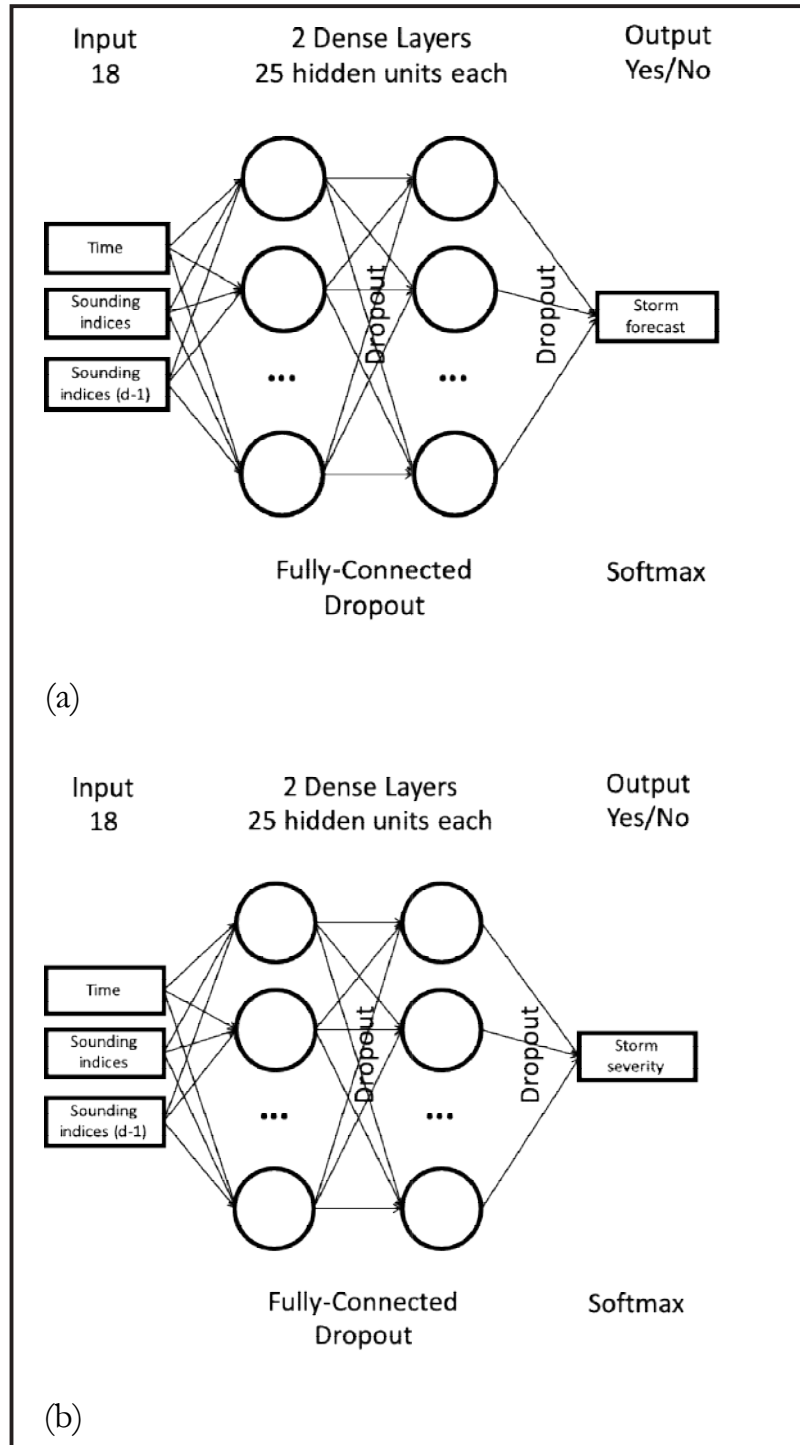 Input
18
2 Dense Layers
25 hidden units each
Output
Yes/No
Time
Sounding
indices
Sounding
indices (d-1)
...
Dropout
...
Dropout
Storm
forecast
Fully-Connected
Dropout
Softmax
(a)
Input
18
2 Dense Layers
25 hidden units each
Output
Yes/No
Time
Sounding
indices
Sounding
indices (d-1)
...
Dropout
...
Dropout
Storm
severity
Fully-Connected
Dropout
Softmax
(b)